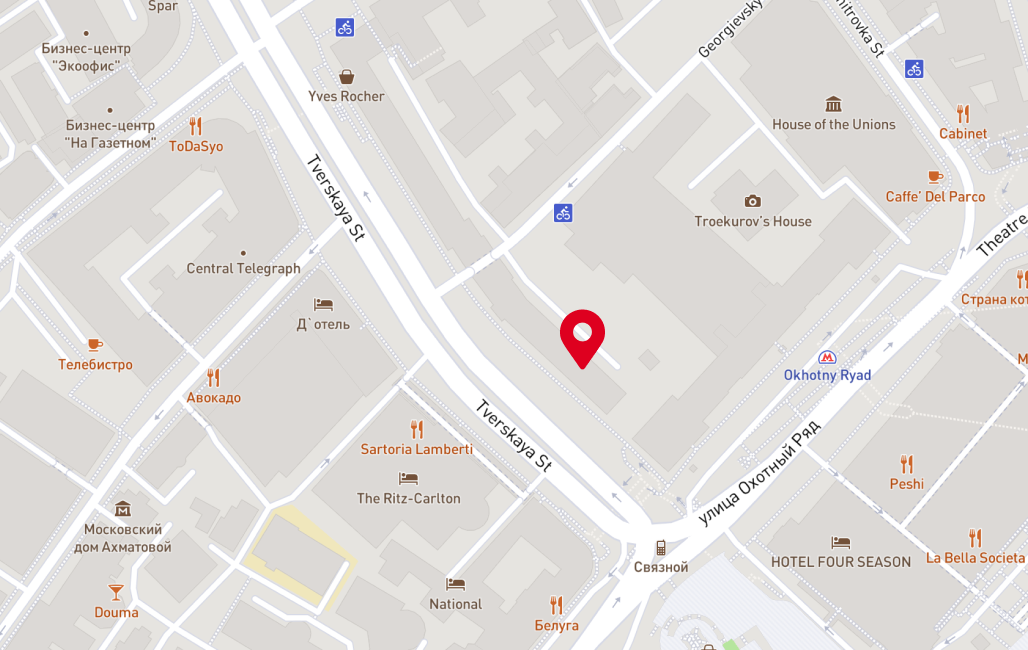 Spar
Бизнес-центр
"Экоофис"
Georgievsky
mitrovka St
Yves Rocher
Бизнес-центр
"На Газетном"
ToDaSyo
House of the Unions
Cabinet
Tverskaya St
Caffe' Del Parco
Troekurov's House
Theatre
Central Telegraph
Д`отель
Страна кот
Телебистро
M
Okhotny Ryad
Авокадо
Tverskaya St
Sartoria Lamberti
улица Охотный Ряд
The Ritz-Carlton
Peshi
Московский
дом Ахматовой
Связной
HOTEL FOUR SEASON
La Bella Societa
Douma
National
Белуга